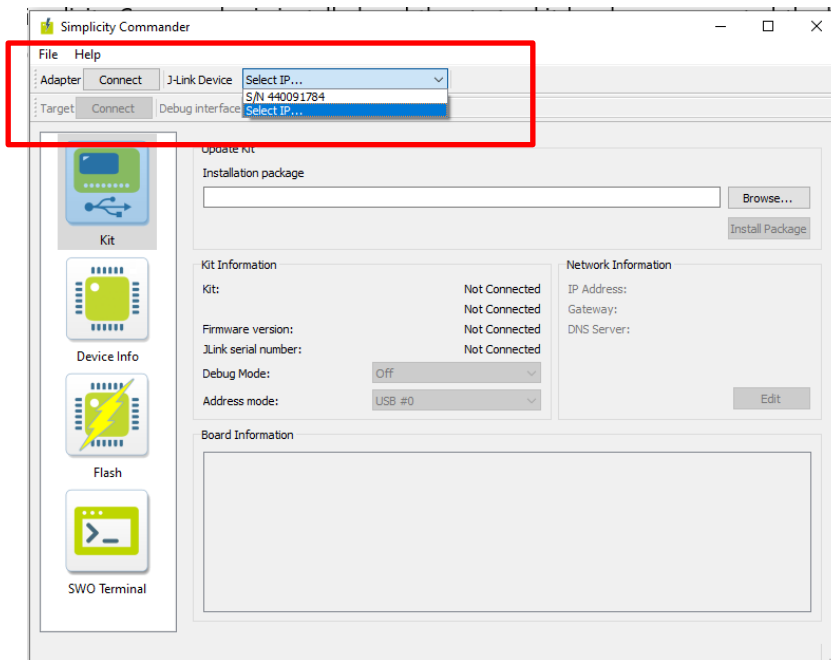 Simplicity Commander
File Help
Adapter Connect J-Link Device Select IP...
S/N 440091784
Target Connect Debug interface Select IP...
Update Kit
Installation package
Browse...
Kit
Install Package
Kit Information
Network Information
Kit: Not Connected
IP Address:
Not Connected
Gateway:
Firmware version: Not Connected
DNS Server:
JLink serial number: Not Connected
Device Info
Debug Mode: Off
Address mode: USB #0
Edit
Board Information
Flash
SWO Terminal